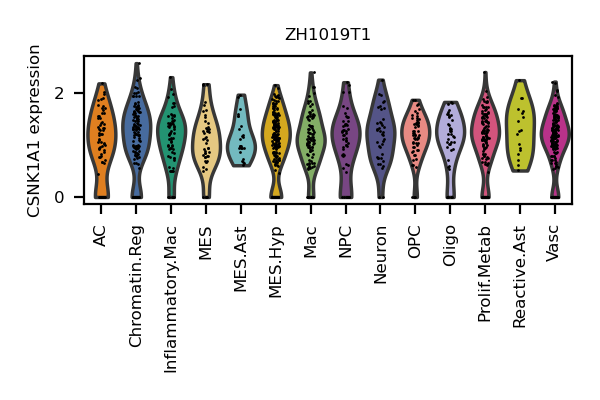 ZH1019T1
CSNK1A1 expression
2
0
AC
Chromatin.Reg
Inflammatory.Mac
MES
MES.Ast
MES.Hyp
Mac
NPC
Neuron
OPC
Oligo
Prolif.Metab
Reactive.Ast
Vasc